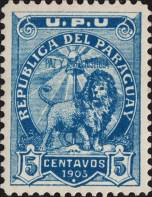 U.P.U
REPUBLICA DEL PARAGUAY
5 CENTAVOS 5
1903